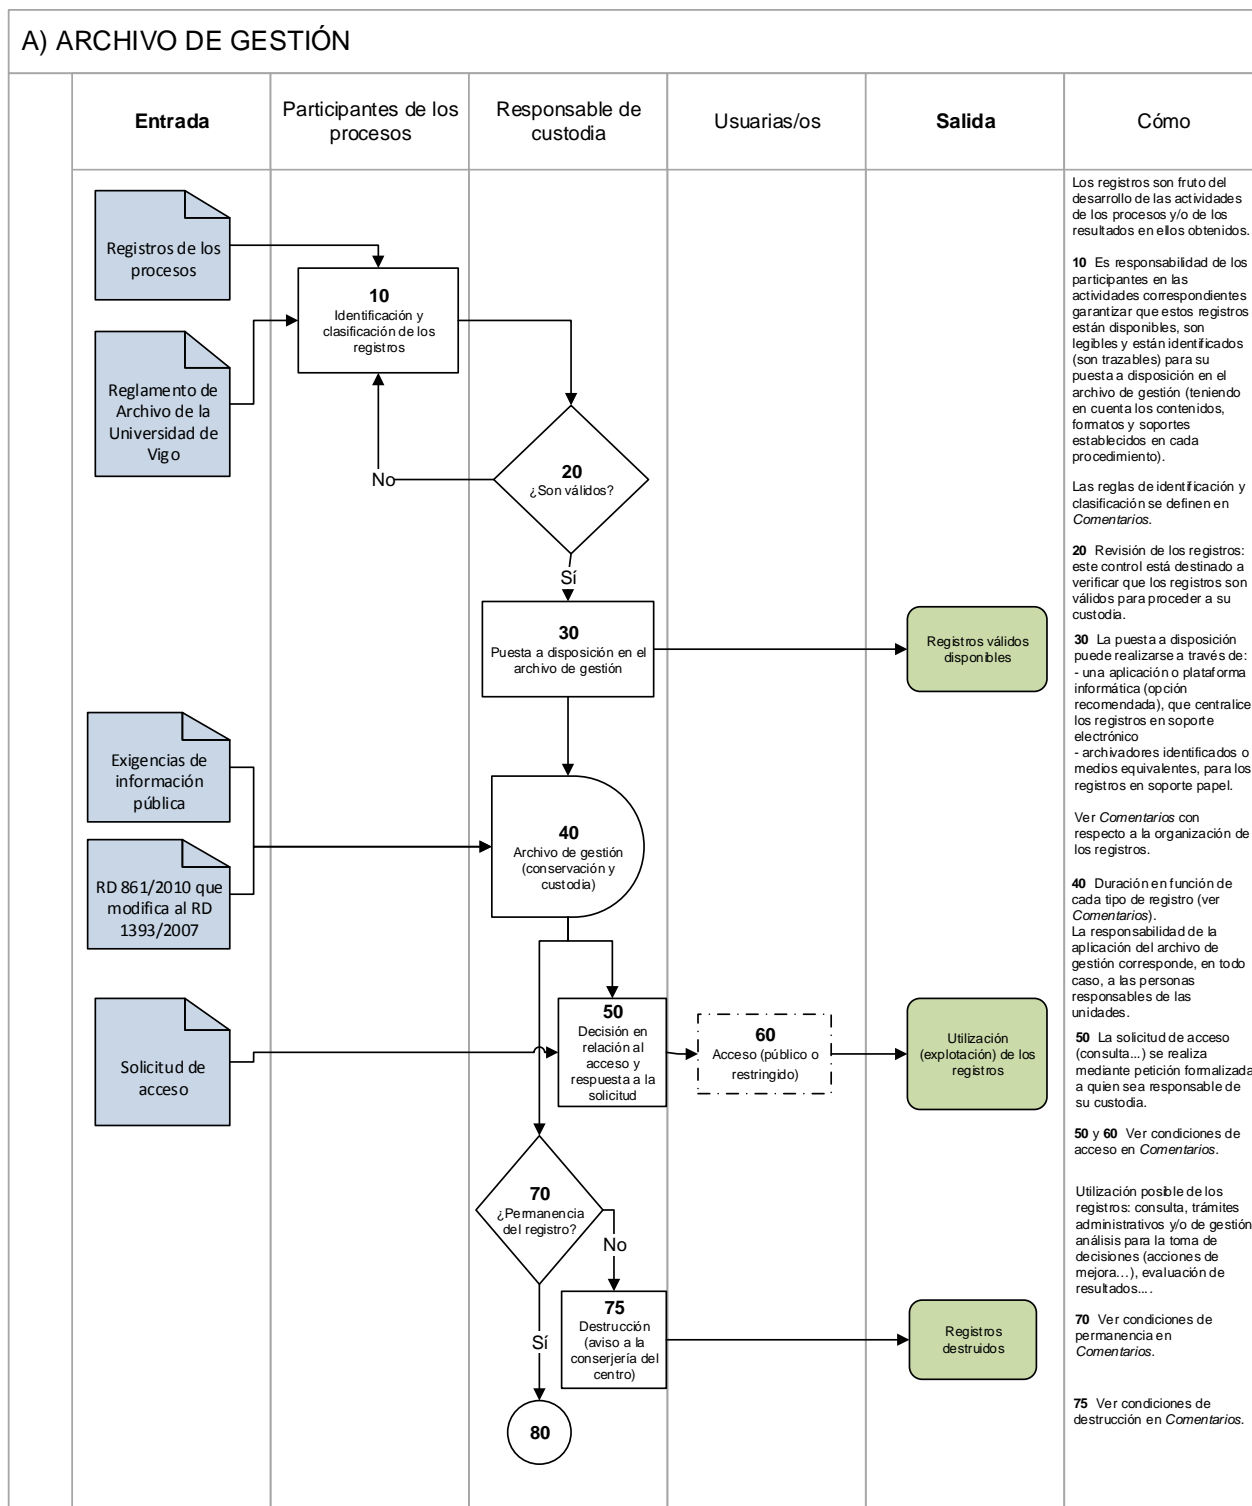 A) ARCHIVO DE GESTIÓN
Entrada
Participantes de los
procesos
Responsable de
custodia
Usuarias/os
Salida
Cómo
Registros de los
procesos
Reglamento de
Archivo de la
Universidad de
Vigo
10
Identificación y
clasificación de los
registros
20
¿Son válidos?
No
Sí
30
Puesta a disposición en el
archivo de gestión
Registros válidos
disponibles
Exigencias de
información
pública
RD 861/2010 que
modifica al RD
1393/2007
40
Archivo de gestión
(conservación y
custodia)
Solicitud de
acceso
50
Decisión en
relación al
acceso y
respuesta a la
solicitud
60
Acceso (público o
restringido)
Utilización
(explotación) de los
registros
70
¿Permanencia
del registro?
No
Sí
75
Destrucción
(aviso a la
conserjería del
centro)
Registros
destruidos
80
Los registros son fruto del
desarrollo de las actividades
de los procesos y/o de los
resultados en ellos obtenidos.
10 Es responsabilidad de los
participantes en las
actividades correspondientes
garantizar que estos registros
están disponibles, son
legibles y están identificados
(son trazables) para su
puesta a disposición en el
archivo de gestión (teniendo
en cuenta los contenidos,
formatos y soportes
establecidos en cada
procedimiento).
Las reglas de identificación y
clasificación se definen en
Comentarios.
20 Revisión de los registros:
este control está destinado a
verificar que los registros son
válidos para proceder a su
custodia.
30 La puesta a disposición
puede realizarse a través de:
- una aplicación o plataforma
informática (opción
recomendada), que centralice
los registros en soporte
electrónico
- archivadores identificados o
medios equivalentes, para los
registros en soporte papel.
Ver Comentarios con
respecto a la organización de
los registros.
40 Duración en función de
cada tipo de registro (ver
Comentarios).
La responsabilidad de la
aplicación del archivo de
gestión corresponde, en todo
caso, a las personas
responsables de las
unidades.
50 La solicitud de acceso
(consulta...) se realiza
mediante petición formalizada
a quien sea responsable de
su custodia.
50 y 60 Ver condiciones de
acceso en Comentarios.
Utilización posible de los
registros: consulta, trámites
administrativos y/o de gestión
análisis para la toma de
decisiones (acciones de
mejora...), evaluación de
resultados....
70 Ver condiciones de
permanencia en
Comentarios.
75 Ver condiciones de
destrucción en Comentarios.